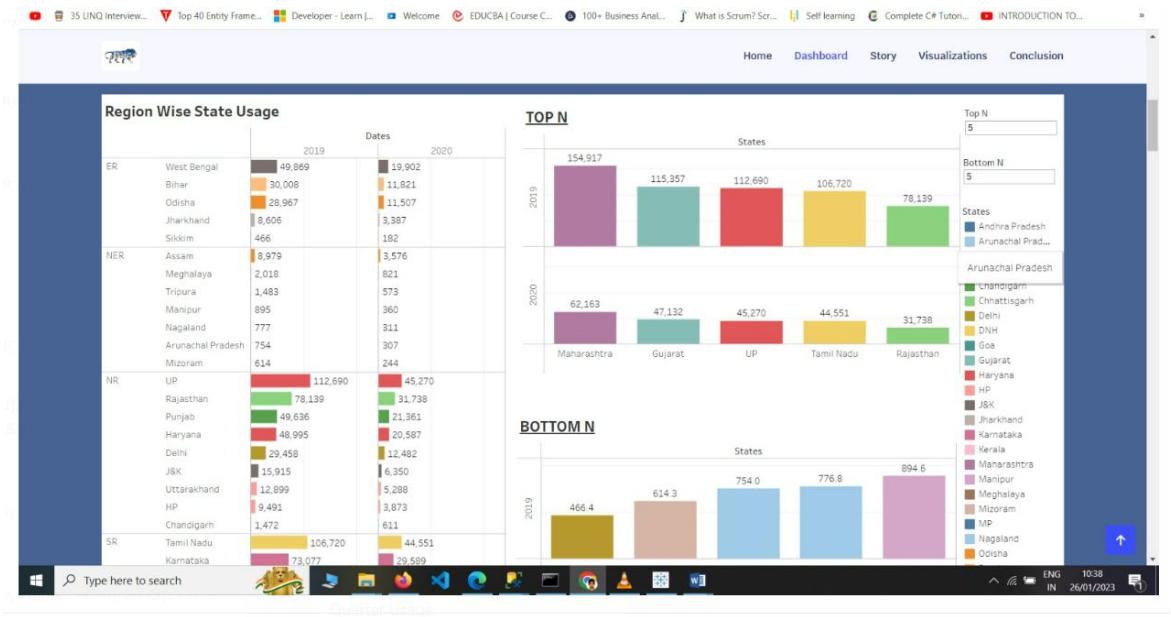 35 LINQ Interview... Top 40 Entity Frame... Developer - Learn |... Welcome EDUCBA | Course C... 100+ Business Anal... What is Scrum? Scr... Self learning Complete C# Tutori... INTRODUCTION TO... »
Home Dashboard Story Visualizations Conclusion
Region Wise State Usage
Dates
2019 2020
ER West Bengal 49,869 19,902
Bihar 30,008 11,821
Odisha 28,967 11,507
Jharkhand 8,606 3,387
Sikkim 466 182
NER Assam 8,979 3,576
Meghalaya 2,018 821
Tripura 1,483 573
Manipur 895 360
Nagaland 777 311
Arunachal Pradesh 754 307
Mizoram 614 244
NR UP 112,690 45,270
Rajasthan 78,139 31,738
Punjab 49,636 21,361
Haryana 48,995 20,587
Delhi 29,458 12,482
J&K 15,915 6,350
Uttarakhand 12,899 5,288
HP 9,491 3,873
Chandigarh 1,472 611
SR Tamil Nadu 106,720 44,551
Karnataka 73,077 29,589
TOP N
States
2019
154,917 115,357 112,690 106,720 78,139
2020
62,163 47,132 45,270 44,551 31,738
Maharashtra Gujarat UP Tamil Nadu Rajasthan
BOTTOM N
States
2019
466.4 614.3 754.0 776.8 894.6
Top N
5
Bottom N
5
States
Andhra Pradesh
Arunachal Prad...
Arunachal Pradesh
Chandigarh
Chhattisgarh
Delhi
DNH
Goa
Gujarat
Haryana
HP
J&K
Jharkhand
Karnataka
Kerala
Maharashtra
Manipur
Meghalaya
Mizoram
MP
Nagaland
Odisha
Type here to search
ENG 10:38
IN 26/01/2023
1
Quarter Usage